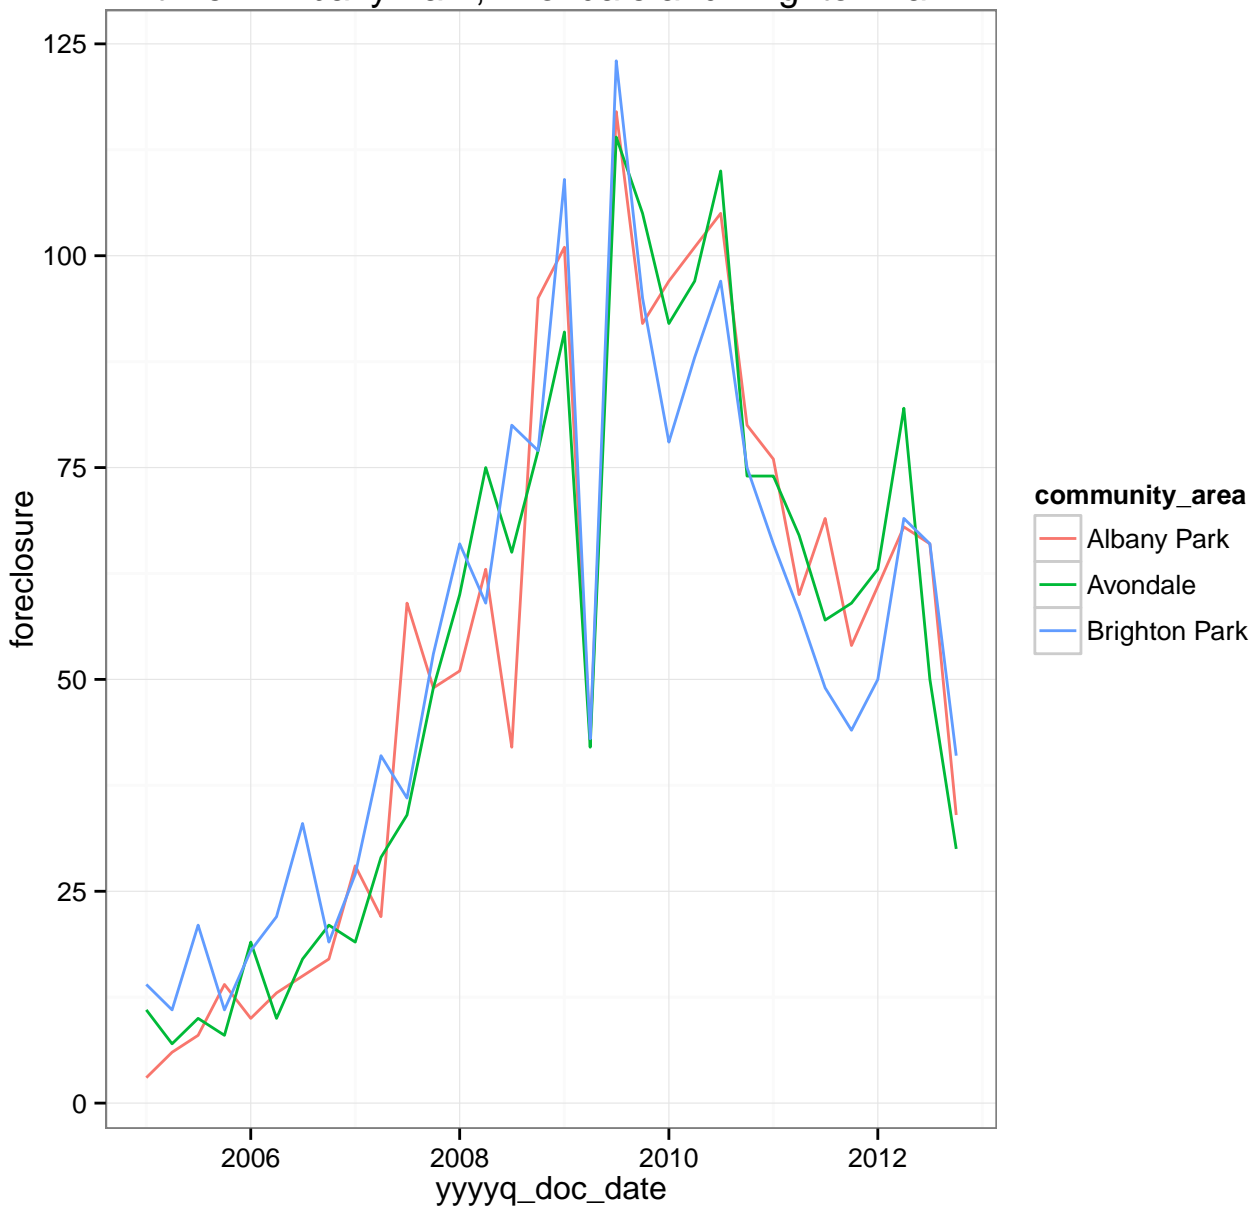 125
100
75
50
25
0
foreclosure
2006 2008 2010 2012
yyyyq_doc_date
community_area
Albany Park
Avondale
Brighton Park